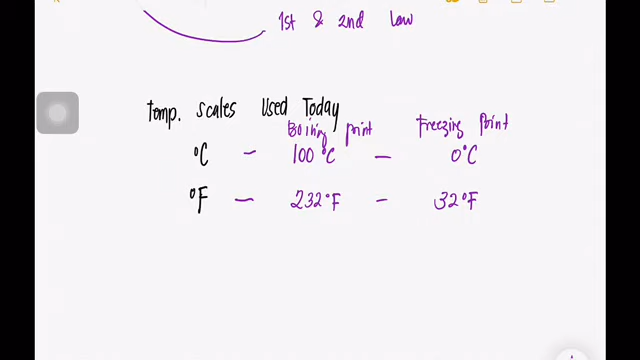 1st & 2nd Law
Temp. Scales Used Today
Boiling point Freezing Point
°C - 100 °C - 0°C
°F - 232°F - 32°F